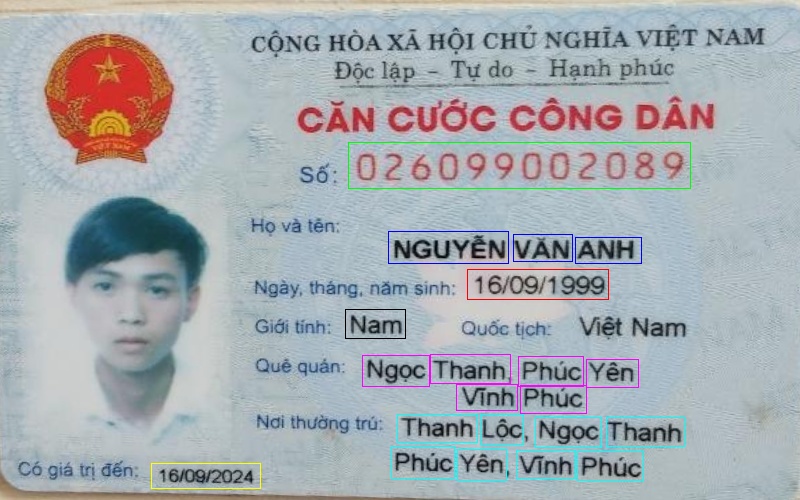 CỘNG HÒA XÃ HỘI CHỦ NGHĨA VIỆT NAM
Độc lập - Tự do - Hạnh phúc
CĂN CƯỚC CÔNG DÂN
Số: 026099002089
Họ và tên:
NGUYỄN VĂN ANH
Ngày, tháng, năm sinh: 16/09/1999
Giới tính: Nam Quốc tịch: Việt Nam
Quê quán: Ngọc Thanh, Phúc Yên
Vĩnh Phúc
Nơi thường trú: Thanh Lộc, Ngọc Thanh
Phúc Yên, Vĩnh Phúc
Có giá trị đến: 16/09/2024
VIỆT NAM